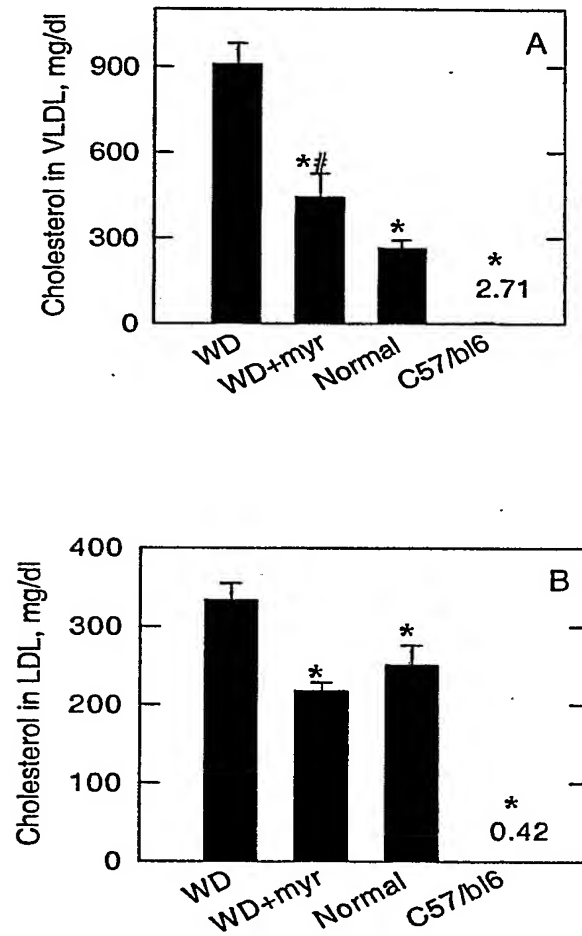 A
Cholesterol in VLDL, mg/dl
900
600
300
0
*#
*
*
2.71
WD
WD+myr
Normal
C57/bl6
B
Cholesterol in LDL, mg/dl
400
300
200
100
0
*
*
*
0.42
WD
WD+myr
Normal
C57/bl6